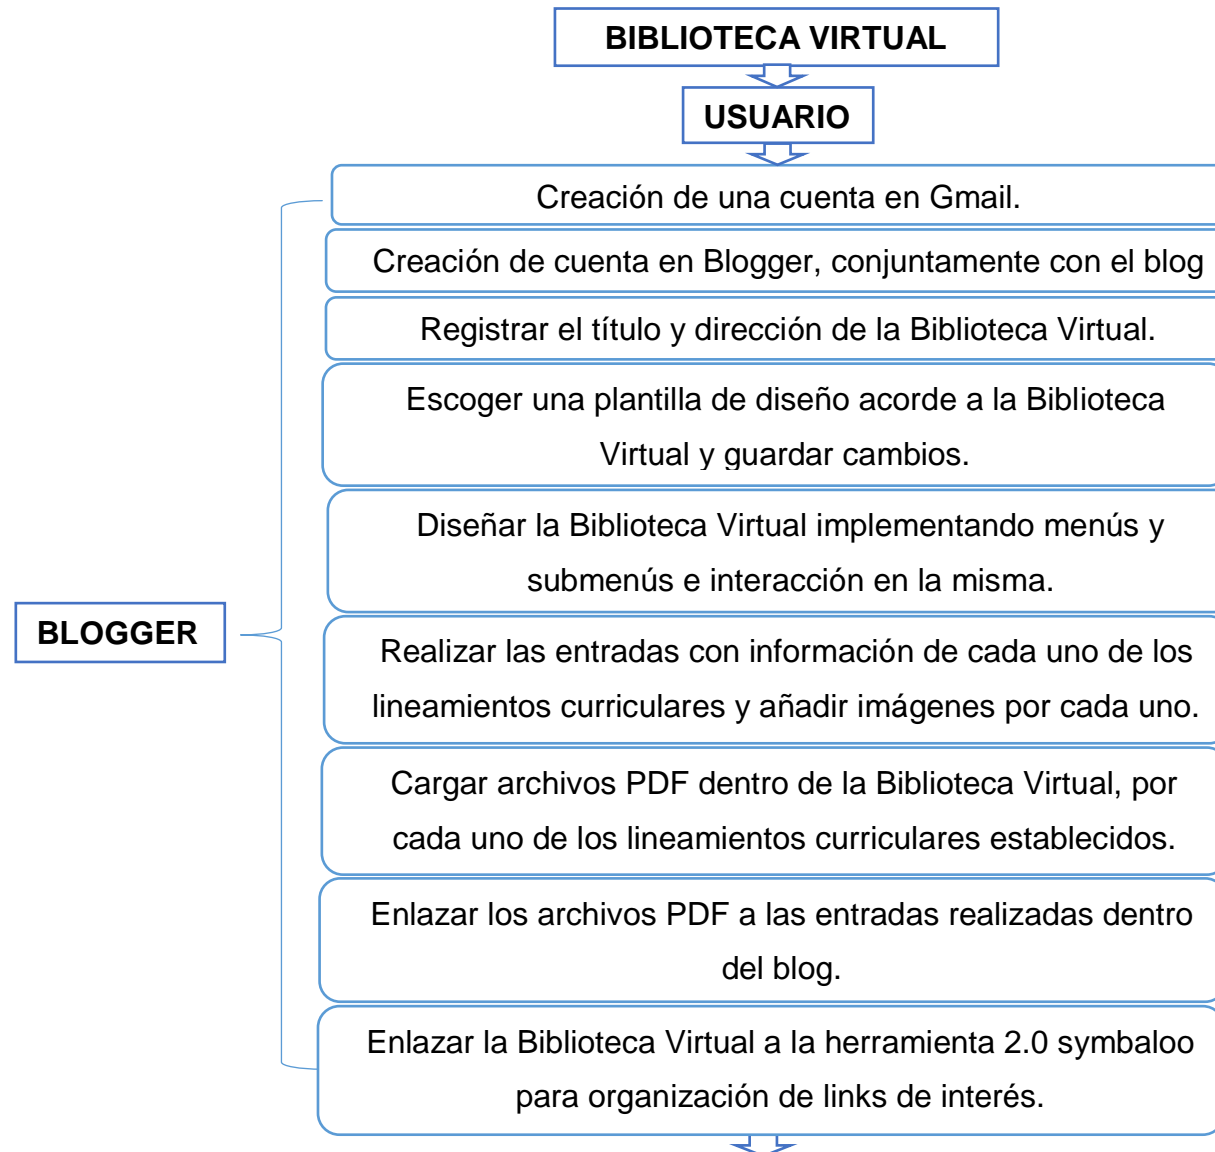 BIBLIOTECA VIRTUAL
USUARIO
Creación de una cuenta en Gmail.
Creación de cuenta en Blogger, conjuntamente con el blog
Registrar el título y dirección de la Biblioteca Virtual.
Escoger una plantilla de diseño acorde a la Biblioteca
Virtual y guardar cambios.
Diseñar la Biblioteca Virtual implementando menús y
submenús e interacción en la misma.
BLOGGER
Realizar las entradas con información de cada uno de los
lineamientos curriculares y añadir imágenes por cada uno.
Cargar archivos PDF dentro de la Biblioteca Virtual, por
cada uno de los lineamientos curriculares establecidos.
Enlazar los archivos PDF a las entradas realizadas dentro
del blog.
Enlazar la Biblioteca Virtual a la herramienta 2.0 symbaloo
para organización de links de interés.